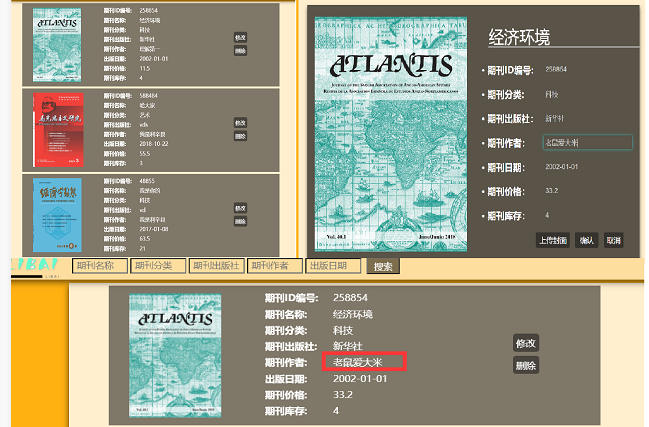 ATLANTIS
期刊ID编号: 258854
期刊名称: 经济环境
期刊分类: 科技
期刊出版社: 新华社
期刊作者:
出版日期: 2002-01-01
期刊价格: 11.5
期刊库存: 4
修改
删除
期刊ID编号: 588484
期刊名称: 哈大家
期刊分类: 艺术
期刊出版社: vds
期刊作者: 我是柯辛县
出版日期: 2018-10-22
期刊价格: 55.5
期刊库存: 3
修改
删除
期刊ID编号: 48855
期刊名称: 我是你的
期刊分类: 科技
期刊出版社: vd
期刊作者: 我是柯辛县
出版日期: 2017-01-08
期刊价格: 63.5
期刊库存: 21
修改
删除
ATLANTIS
Journal of the Spanish Association of Anglo-American Studies
Revista de la Asociación Española de Estudios Anglo-Norteamericanos
Vol. 40.1
June/Junio 2018
经济环境
• 期刊ID编号: 258854
• 期刊分类: 科技
• 期刊出版社: 新华社
• 期刊作者: 老鼠爱大米
• 期刊日期: 2002-01-01
• 期刊价格: 33.2
• 期刊库存: 4
上传封面 确认 取消
LIBAI
期刊名称 期刊分类 期刊出版社 期刊作者 出版日期 搜索
ATLANTIS
期刊ID编号: 258854
期刊名称: 经济环境
期刊分类: 科技
期刊出版社: 新华社
期刊作者: 老鼠爱大米
出版日期: 2002-01-01
期刊价格: 33.2
期刊库存: 4
修改
删除